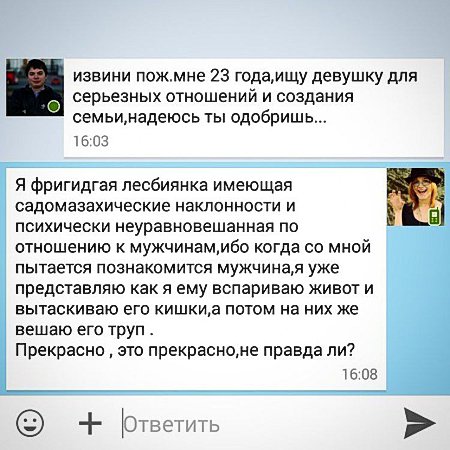 извини пож.мне 23 года,ищу девушку для
серьезных отношений и создания
семьи,надеюсь ты одобришь...
16:03
Я фригидгая лесбиянка имеющая
садомазахические наклонности и
психически неуравновешанная по
отношению к мужчинам,ибо когда со мной
пытается познакомится мужчина,я уже
представляю как я ему вспариваю живот и
вытаскиваю его кишки,а потом на них же
вешаю его труп .
Прекрасно , это прекрасно,не правда ли?
16:08
Ответить